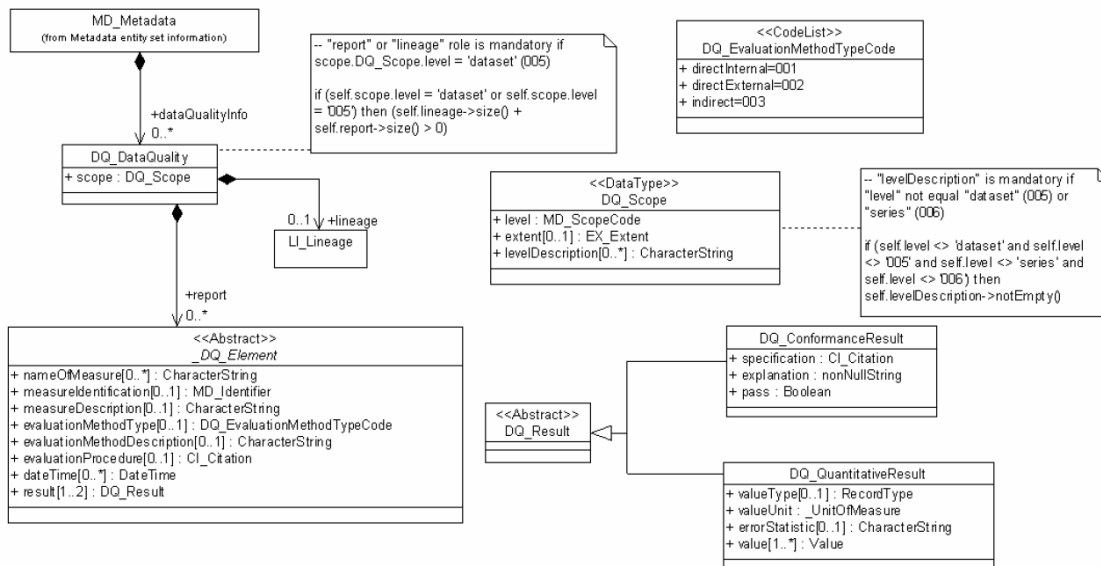 MD_Metadata
(from Metadata entity set information)
+dataQualityInfo
0..*
-- "report" or "lineage" role is mandatory if
scope.DQ_Scope.level = 'dataset' (005)
if (self.scope.level = 'dataset' or self.scope.level
= '005') then (self.lineage->size() +
self.report->size() > 0)
<<CodeList>>
DQ_EvaluationMethodTypeCode
+ directInternal=001
+ directExternal=002
+ indirect=003
DQ_DataQuality
+ scope : DQ_Scope
0..1
+lineage
LI_Lineage
<<DataType>>
DQ_Scope
+ level : MD_ScopeCode
+ extent[0..1] : EX_Extent
+ levelDescription[0..*] : CharacterString
-- "levelDescription" is mandatory if
"level" not equal "dataset" (005) or
"series" (006)
if (self.level <> 'dataset' and self.level
<> '005' and self.level <> 'series' and
self.level <> '006') then
self.levelDescription->notEmpty()
+report
0..*
<<Abstract>>
_DQ_Element
+ nameOfMeasure[0..*] : CharacterString
+ measureIdentification[0..1] : MD_Identifier
+ measureDescription[0..1] : CharacterString
+ evaluationMethodType[0..1] : DQ_EvaluationMethodTypeCode
+ evaluationMethodDescription[0..1] : CharacterString
+ evaluationProcedure[0..1] : CI_Citation
+ dateTime[0..*] : DateTime
+ result[1..2] : DQ_Result
<<Abstract>>
DQ_Result
DQ_ConformanceResult
+ specification : CI_Citation
+ explanation : nonNullString
+ pass : Boolean
DQ_QuantitativeResult
+ valueType[0..1] : RecordType
+ valueUnit : _UnitOfMeasure
+ errorStatistic[0..1] : CharacterString
+ value[1..*] : Value